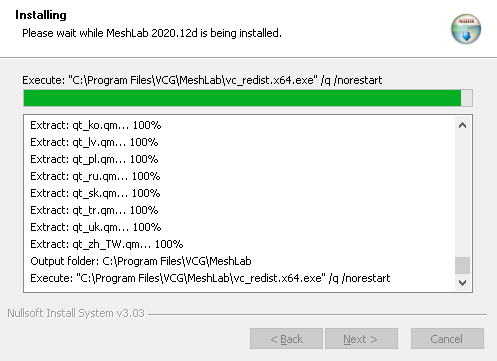 Installing
Please wait while MeshLab 2020.12d is being installed.
Execute: "C:\Program Files\VCG\MeshLab\vc_redist.x64.exe" /q /norestart
Extract: qt_ko.qm... 100%
Extract: qt_lv.qm... 100%
Extract: qt_pl.qm... 100%
Extract: qt_ru.qm... 100%
Extract: qt_sk.qm... 100%
Extract: qt_tr.qm... 100%
Extract: qt_uk.qm... 100%
Extract: qt_zh_TW.qm... 100%
Output folder: C:\Program Files\VCG\MeshLab
Execute: "C:\Program Files\VCG\MeshLab\vc_redist.x64.exe" /q /norestart
Nullsoft Install System v3.03
< Back Next > Cancel